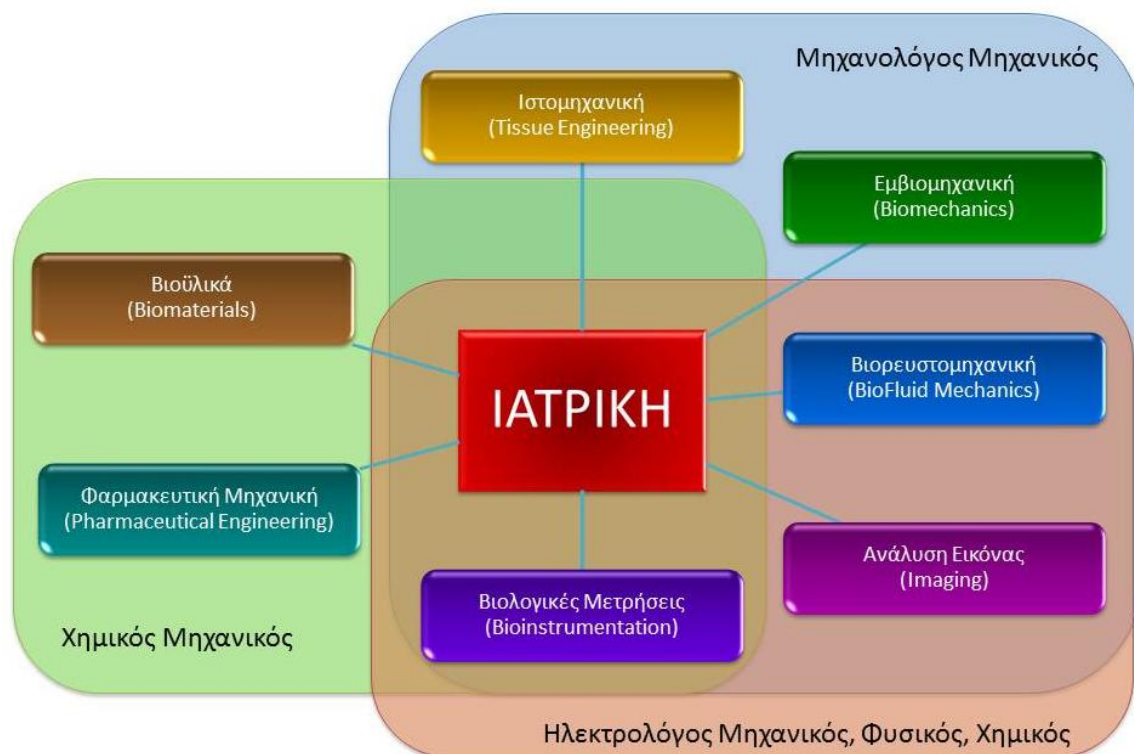 Μηχανολόγος Μηχανικός
Ιστομηχανική
(Tissue Engineering)
Εμβιομηχανική
(Biomechanics)
Βιοϋλικά
(Biomaterials)
ΙΑΤΡΙΚΗ
Βιορευστομηχανική
(BioFluid Mechanics)
Φαρμακευτική Μηχανική
(Pharmaceutical Engineering)
Ανάλυση Εικόνας
(Imaging)
Βιολογικές Μετρήσεις
(Bioinstrumentation)
Χημικός Μηχανικός
Ηλεκτρολόγος Μηχανικός, Φυσικός, Χημικός